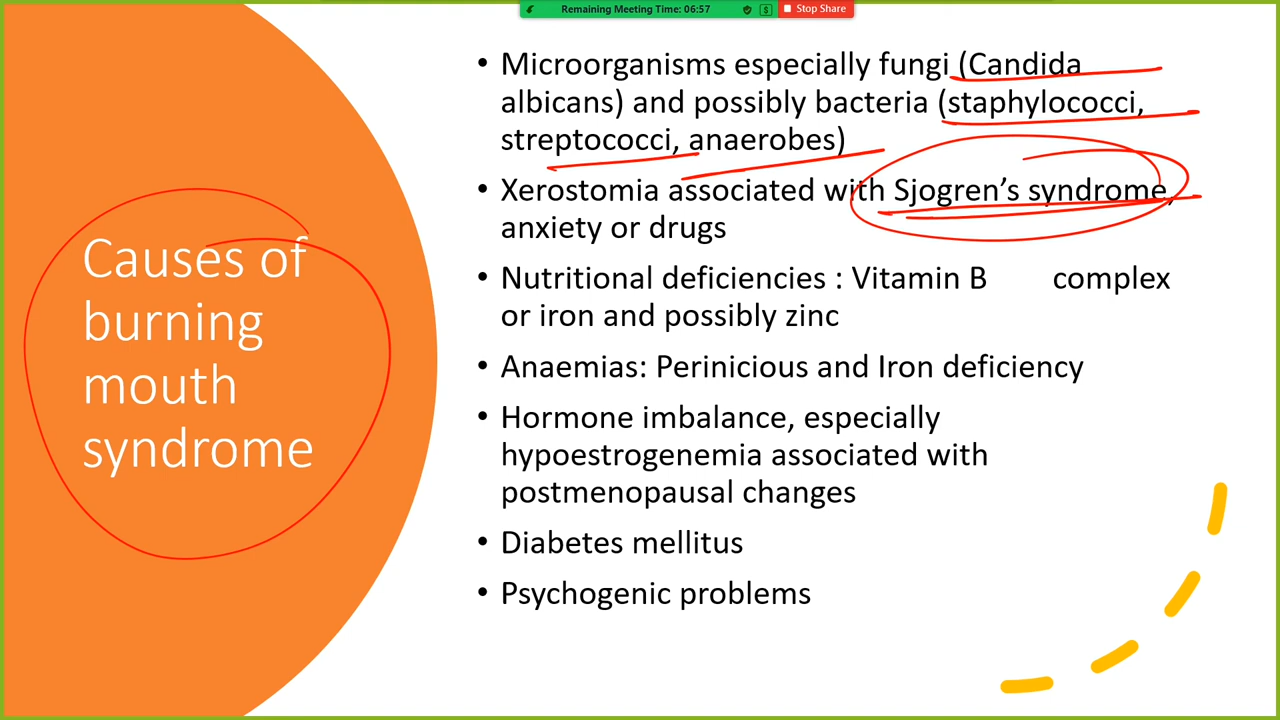 Remaining Meeting Time: 06:57
Stop Share
Causes of
burning
mouth
syndrome
• Microorganisms especially fungi (Candida
albicans) and possibly bacteria (staphylococci,
streptococci, anaerobes)
• Xerostomia associated with Sjogren’s syndrome,
anxiety or drugs
• Nutritional deficiencies : Vitamin B complex
or iron and possibly zinc
• Anaemias: Perinicious and Iron deficiency
• Hormone imbalance, especially
hypoestrogenemia associated with
postmenopausal changes
• Diabetes mellitus
• Psychogenic problems